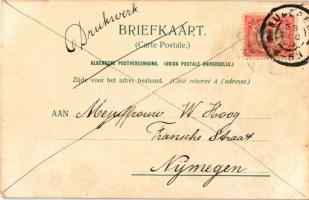 Drukwerk
BRIEFKAART.
(Carte Postale.)
ALGEMEENE POSTVEREENIGING. (UNION POSTALE UNIVERSELLE.)
Zijde voor het adres bestemd. (Côté réservé à l'adresse.)
AAN Mejuffrouw W Hoog
Fransche Straat
Nymegen